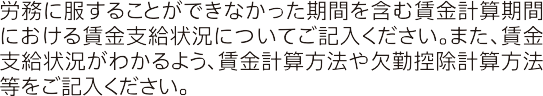 労務に服することができなかった期間を含む賃金計算期間
における賃金支給状況についてご記入ください。また、賃金
支給状況がわかるよう、賃金計算方法や欠勤控除計算方法
等をご記入ください。